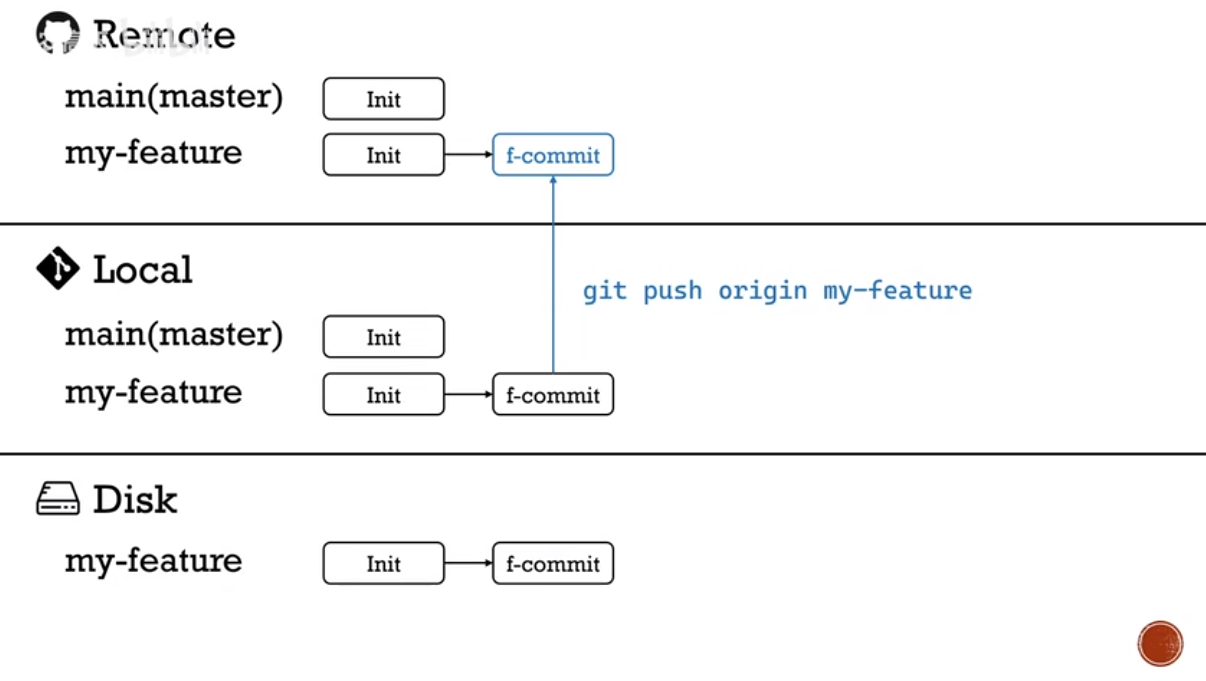 Remote
main(master)
Init
my-feature
Init
f-commit
Local
git push origin my-feature
main(master)
Init
my-feature
Init
f-commit
Disk
my-feature
Init
f-commit